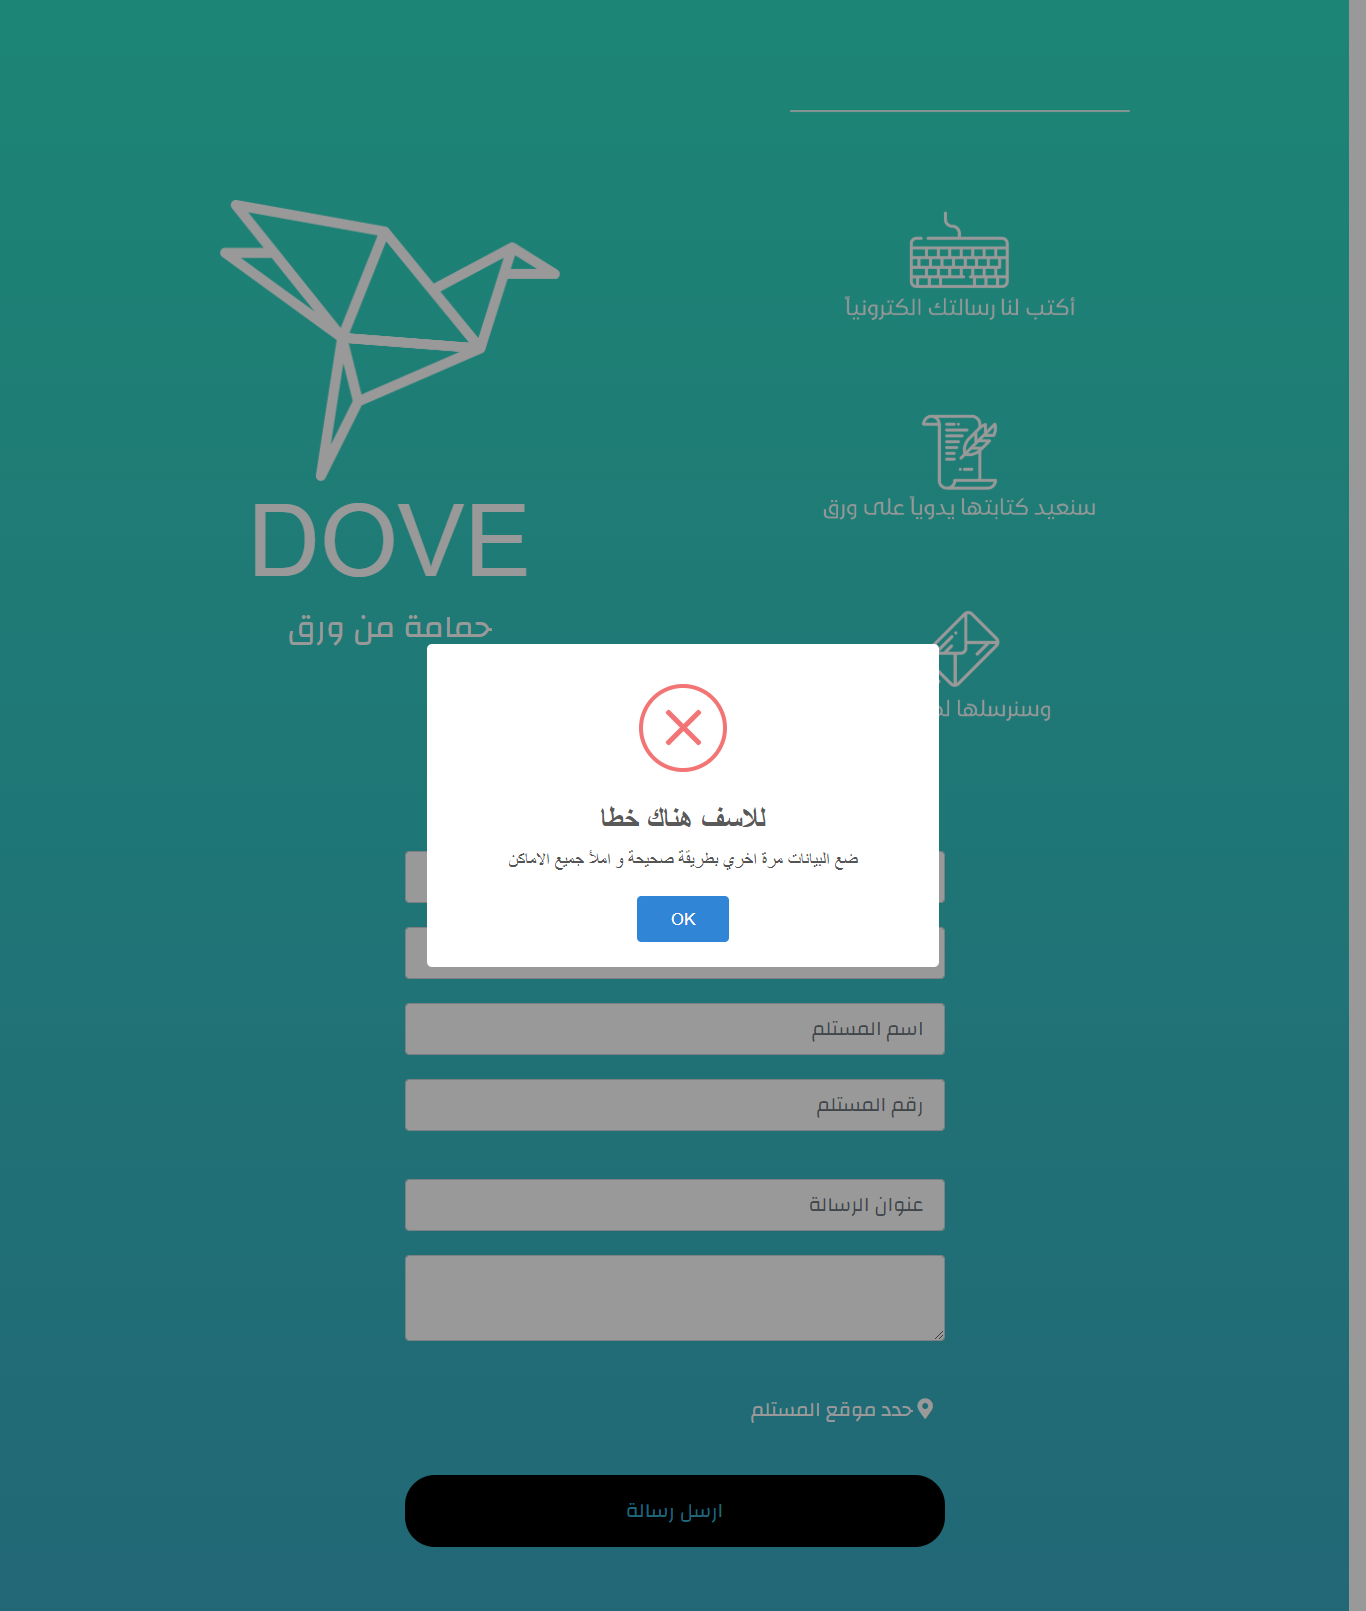 أكتب لنا رسالتك الكترونياً
سنعيد كتابتها يدوياً على ورق
DOVE
حمامة من ورق
وسنرسلها
للاسف هناك خطا
ضع البيانات مرة اخري بطريقة صحيحة و املأ جميع الاماكن
OK
اسم المستلم
رقم المستلم
عنوان الرسالة
حدد موقع المستلم
ارسل رسالة